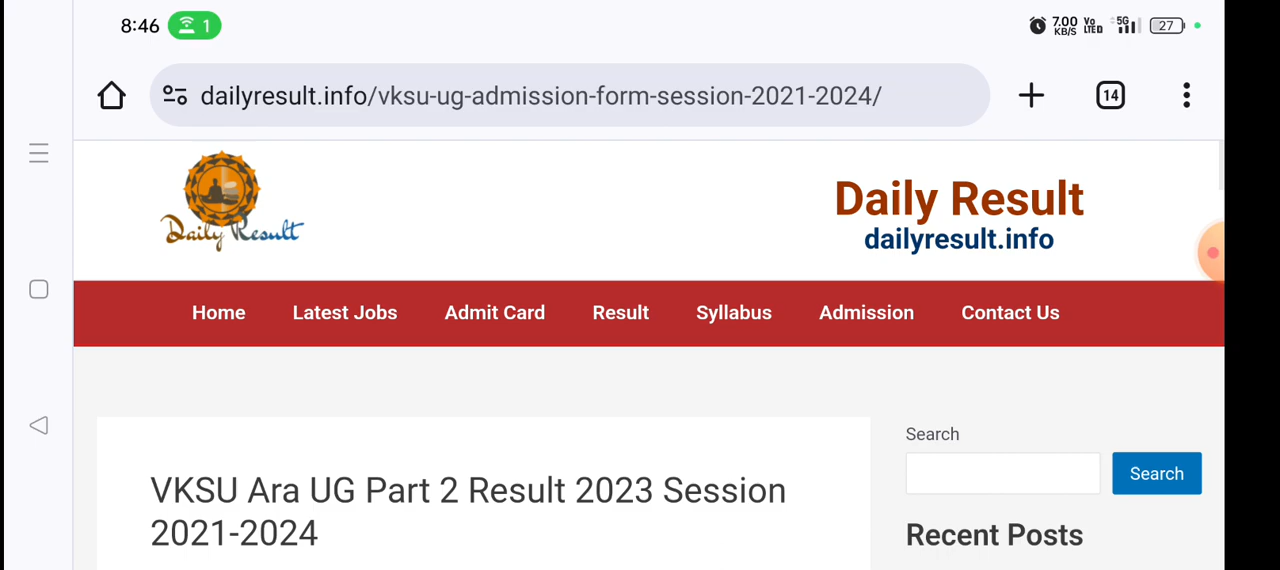 8:46 1 7.00 KB/S Vo LTED 5G 27
dailyresult.info/vksu-ug-admission-form-session-2021-2024/ 14
Daily Result
Daily Result
dailyresult.info
Home Latest Jobs Admit Card Result Syllabus Admission Contact Us
Search
Search
VKSU Ara UG Part 2 Result 2023 Session
2021-2024
Recent Posts